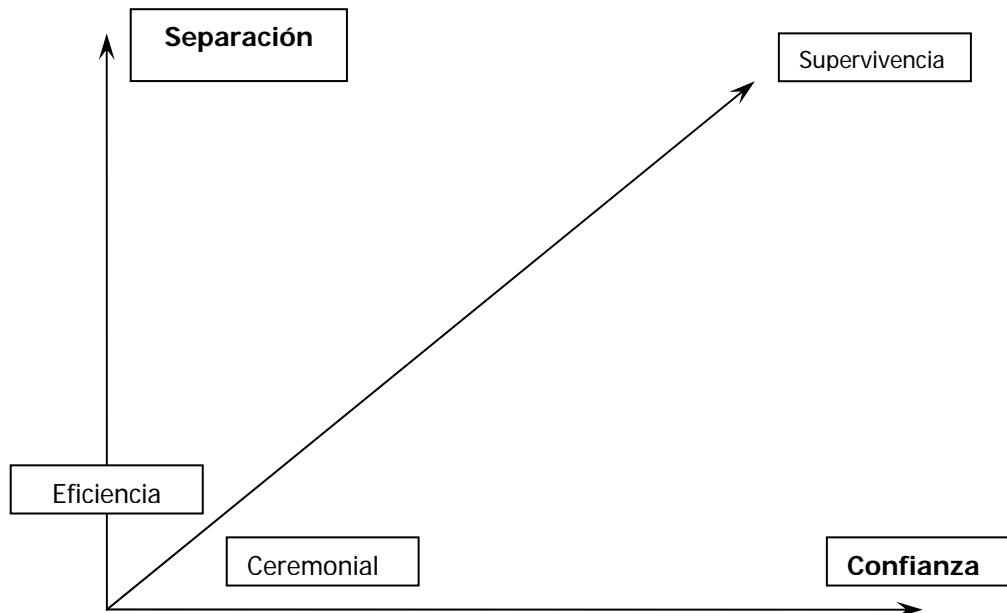 Separación
Supervivencia
Eficiencia
Ceremonial
Confianza